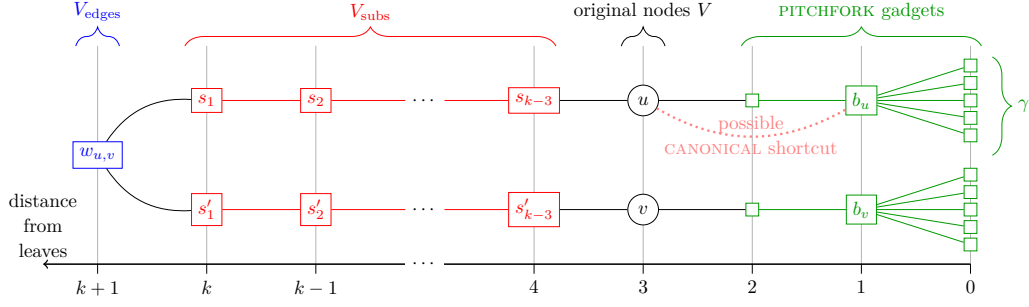 V_edges V_subs original nodes V PITCHFORK gadgets
s_1 s_2 ⋯ s_{k−3} u b_u γ
possible
CANONICAL shortcut
w_{u,v}
s′_1 s′_2 ⋯ s′_{k−3} v b_v
distance
from
leaves
⋯
k + 1 k k − 1 4 3 2 1 0